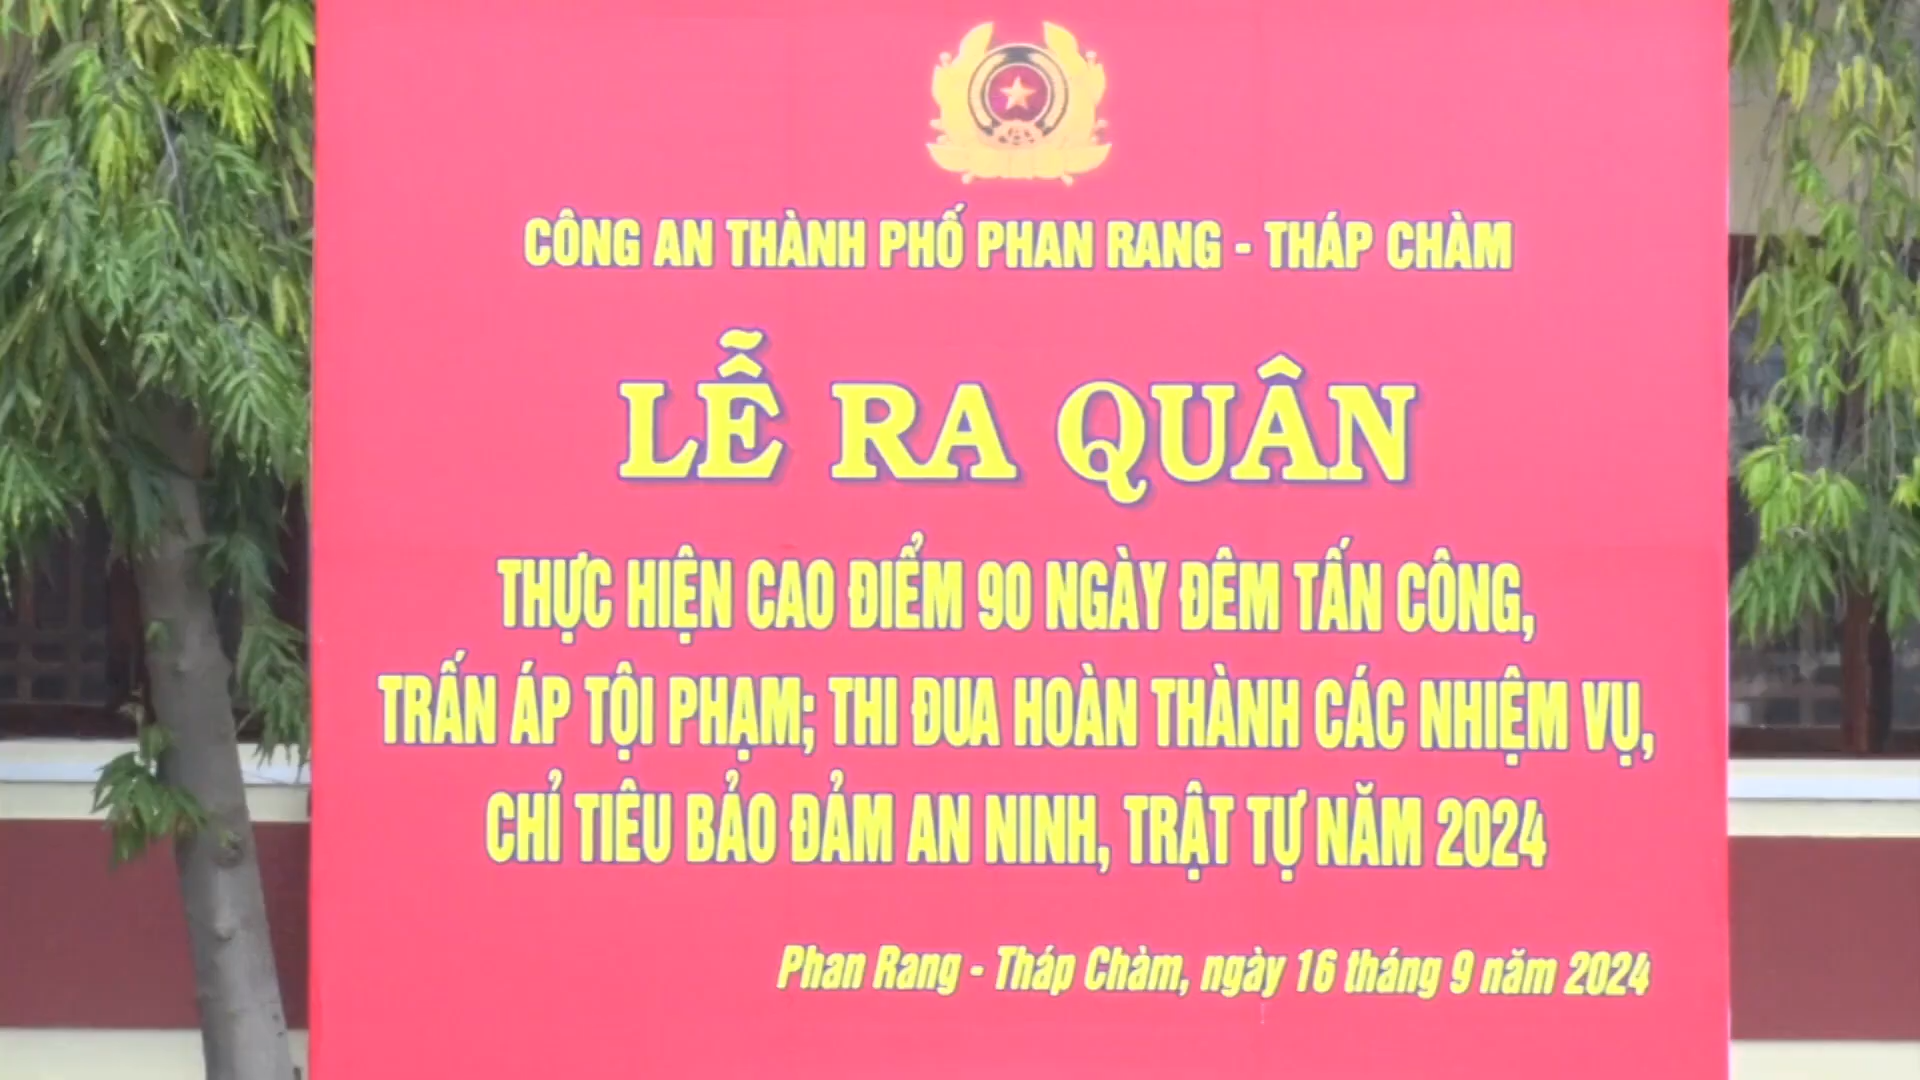 CÔNG AN THÀNH PHỐ PHAN RANG - THÁP CHÀM
LỄ RA QUÂN
THỰC HIỆN CAO ĐIỂM 90 NGÀY ĐÊM TẤN CÔNG,
TRẤN ÁP TỘI PHẠM; THI ĐUA HOÀN THÀNH CÁC NHIỆM VỤ,
CHỈ TIÊU BẢO ĐẢM AN NINH, TRẬT TỰ NĂM 2024
Phan Rang - Tháp Chàm, ngày 16 tháng 9 năm 2024